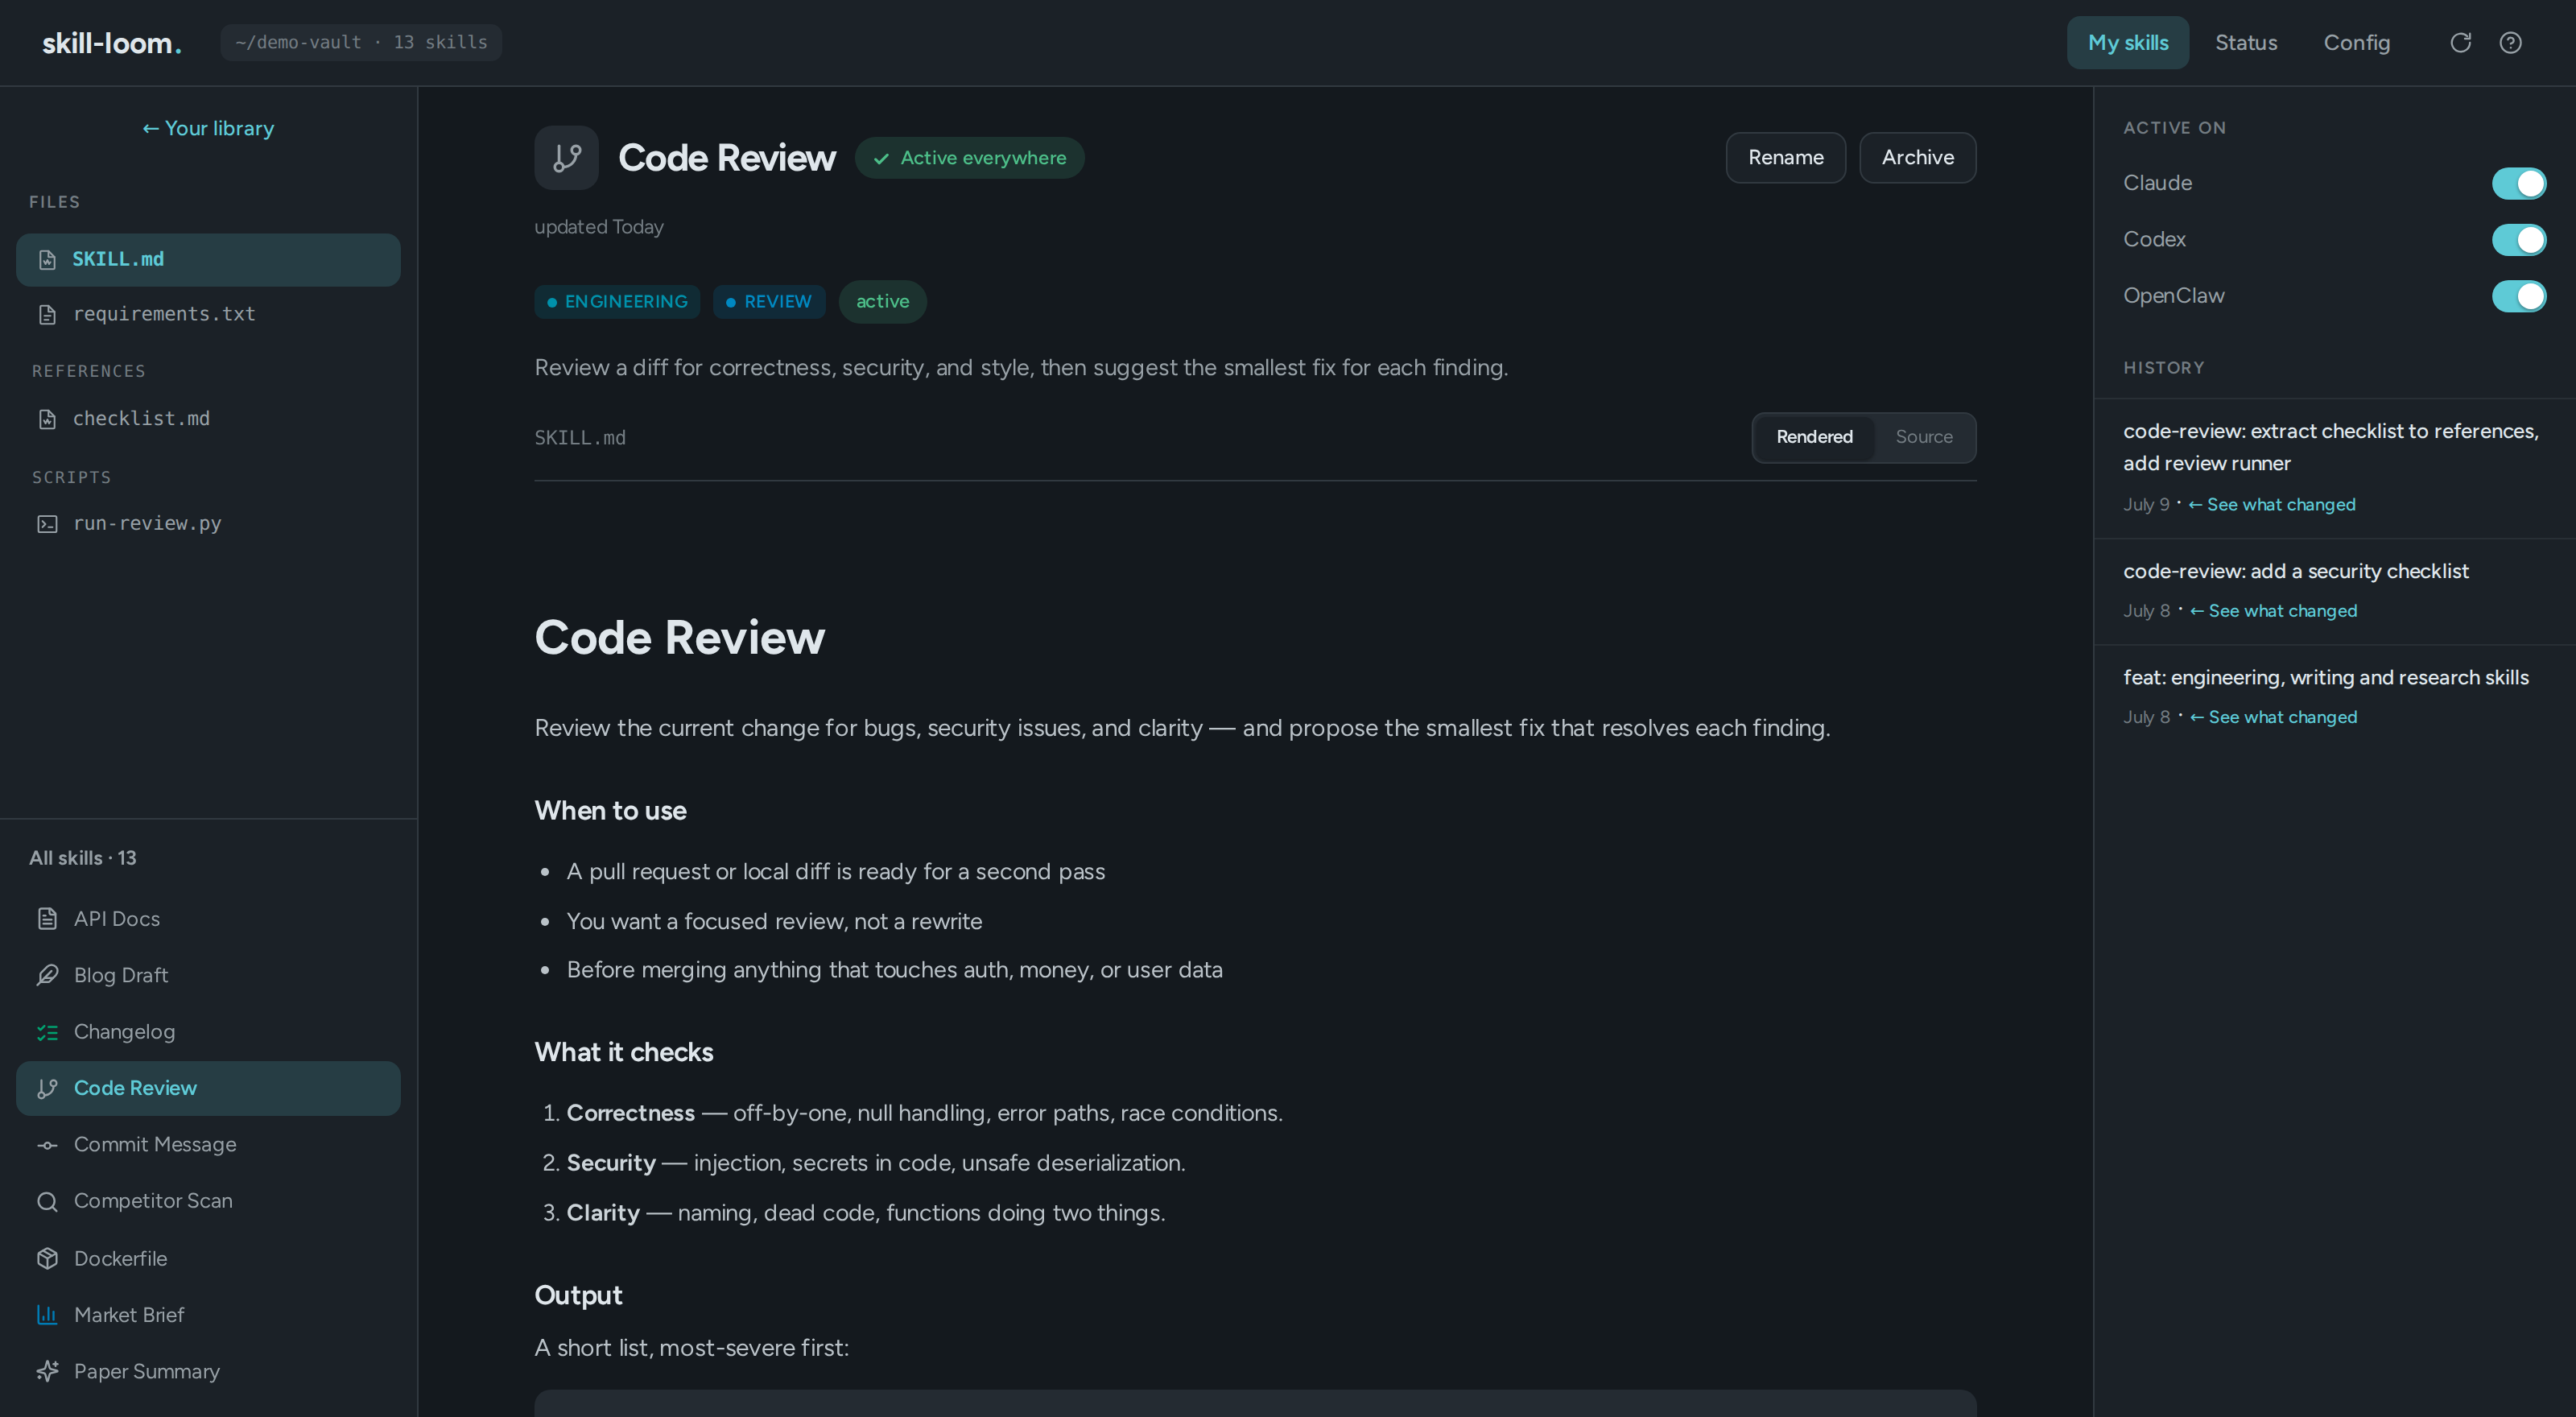 skill-loom.
~/demo-vault · 13 skills
My skills
Status
Config
← Your library
FILES
SKILL.md
requirements.txt
REFERENCES
checklist.md
SCRIPTS
run-review.py
All skills · 13
API Docs
Blog Draft
Changelog
Code Review
Commit Message
Competitor Scan
Dockerfile
Market Brief
Paper Summary
Code Review
Active everywhere
Rename
Archive
updated Today
ENGINEERING
REVIEW
active
Review a diff for correctness, security, and style, then suggest the smallest fix for each finding.
SKILL.md
Rendered
Source
Code Review
Review the current change for bugs, security issues, and clarity — and propose the smallest fix that resolves each finding.
When to use
• A pull request or local diff is ready for a second pass
• You want a focused review, not a rewrite
• Before merging anything that touches auth, money, or user data
What it checks
1. Correctness — off-by-one, null handling, error paths, race conditions.
2. Security — injection, secrets in code, unsafe deserialization.
3. Clarity — naming, dead code, functions doing two things.
Output
A short list, most-severe first:
ACTIVE ON
Claude
Codex
OpenClaw
HISTORY
code-review: extract checklist to references,
add review runner
July 9 · ← See what changed
code-review: add a security checklist
July 8 · ← See what changed
feat: engineering, writing and research skills
July 8 · ← See what changed